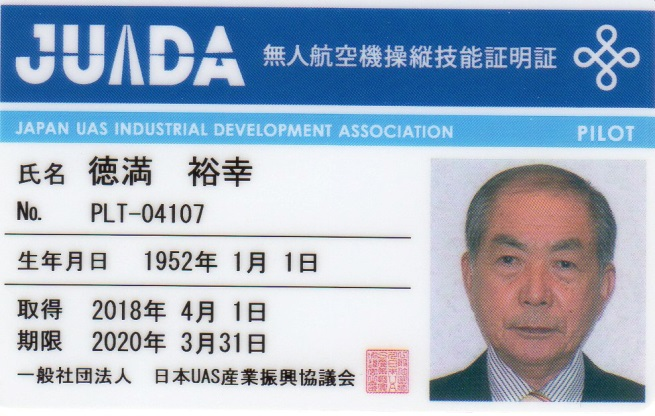 JUIDA 無人航空機操縦技能証明証
JAPAN UAS INDUSTRIAL DEVELOPMENT ASSOCIATION PILOT
氏名 徳満 裕幸
No. PLT-04107
生年月日 1952年 1月 1日
取得 2018年 4月 1日
期限 2020年 3月31日
一般社団法人 日本UAS産業振興協議会